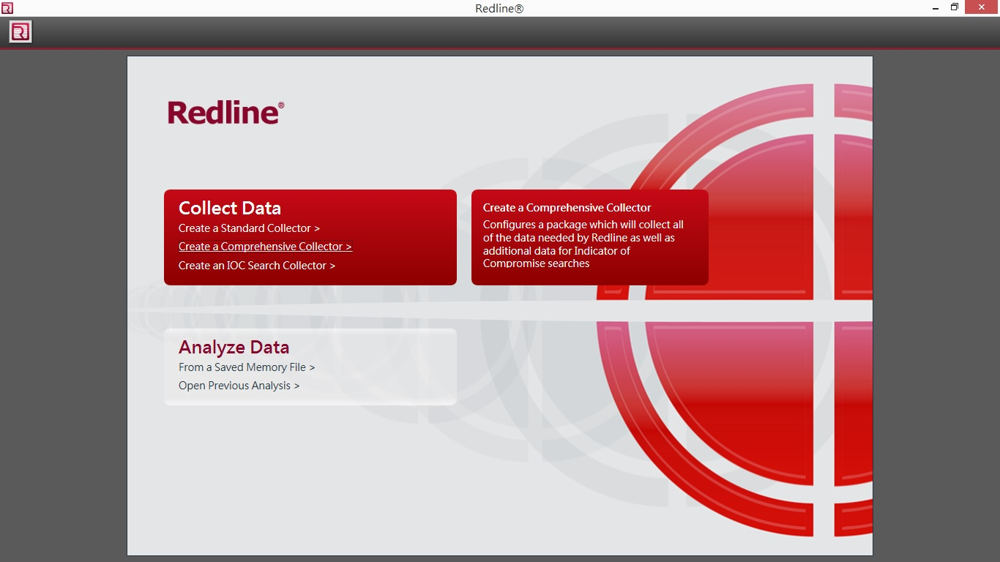 Redline®
Redline®
Collect Data
Create a Standard Collector >
Create a Comprehensive Collector >
Create an IOC Search Collector >
Create a Comprehensive Collector
Configures a package which will collect all
of the data needed by Redline as well as
additional data for Indicator of
Compromise searches
Analyze Data
From a Saved Memory File >
Open Previous Analysis >